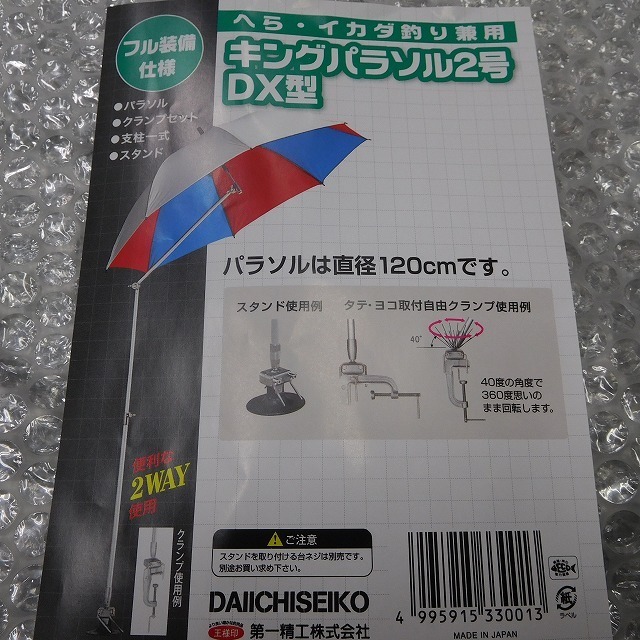 へら・イカダ釣り兼用
フル装備
仕様
キングパラソル2号
DX型
●パラソル
●クランプセット
●支柱一式
●スタンド
パラソルは直径120cmです。
スタンド使用例
タテ・ヨコ取付自由クランプ使用例
40°
40度の角度で
360度思いの
まま回転します。
便利な
2WAY
使用
クランプ使用例
ご注意
スタンドを取り付ける台ネジは別売です。
別途お買い求め下さい。
DAIICHISEIKO
王様印
第一精工株式会社
4 995915 330013
MADE IN JAPAN
紙
ラベル